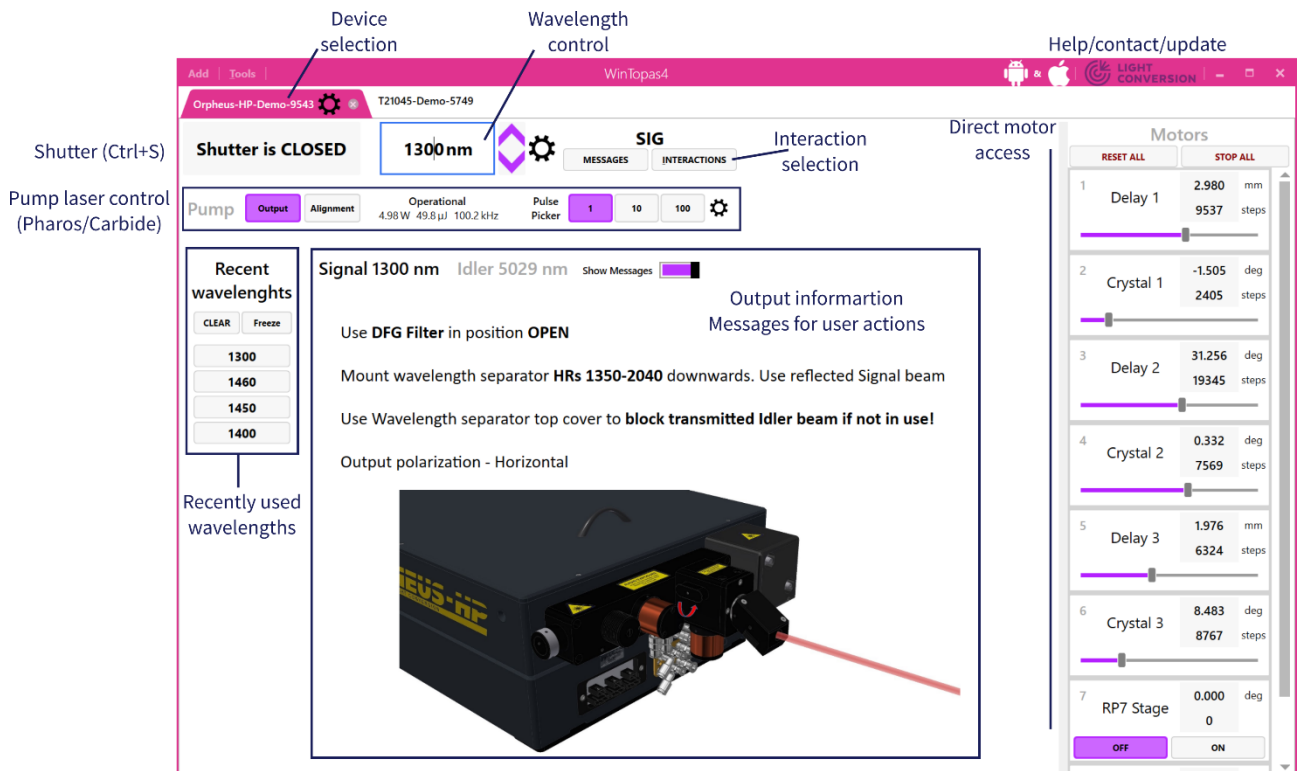 Device
selection
Wavelength
control
Help/contact/update
Add
Tools
WinTopas4
&
LIGHT
CONVERSION
Orpheus-HP-Demo-9543
T21045-Demo-5749
Shutter (Ctrl+S)
Shutter is CLOSED
1300nm
SIG
MESSAGES
INTERACTIONS
Interaction
selection
Direct motor
access
Pump laser control
(Pharos/Carbide)
Pump
Output
Alignment
Operational
4.98 W 49.8 µJ 100.2 kHz
Pulse
Picker
1
10
100
Recent
wavelenghts
CLEAR
Freeze
1300
1460
1450
1400
Recently used
wavelengths
Signal 1300 nm
Idler 5029 nm
Show Messages
Output informartion
Messages for user actions
Use DFG Filter in position OPEN
Mount wavelength separator HRs 1350-2040 downwards. Use reflected Signal beam
Use Wavelength separator top cover to block transmitted Idler beam if not in use!
Output polarization - Horizontal
EUS-HP
Motors
RESET ALL
STOP ALL
1
Delay 1
2.980 mm
9537 steps
2
Crystal 1
-1.505 deg
2405 steps
3
Delay 2
31.256 deg
19345 steps
4
Crystal 2
0.332 deg
7569 steps
5
Delay 3
1.976 mm
6324 steps
6
Crystal 3
8.483 deg
8767 steps
7
RP7 Stage
0.000 deg
0
OFF
ON